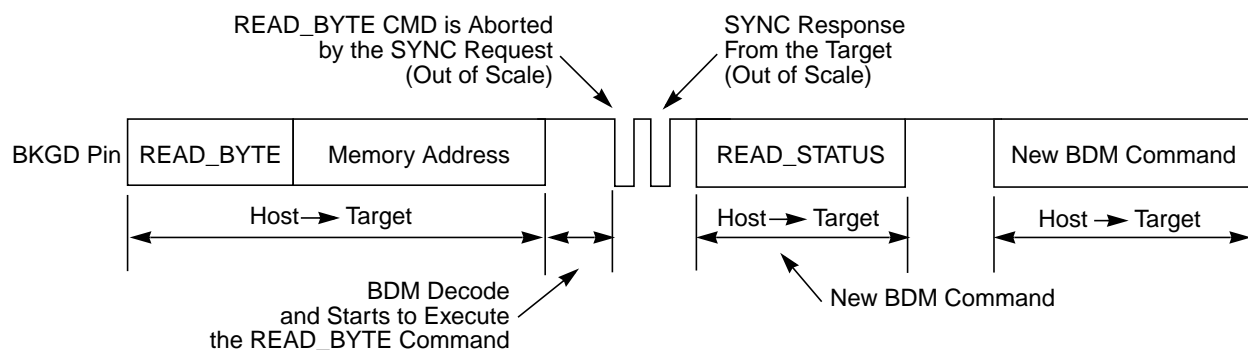 READ_BYTE CMD is Aborted
by the SYNC Request
(Out of Scale)
SYNC Response
From the Target
(Out of Scale)
BKGD Pin
READ_BYTE
Memory Address
READ_STATUS
New BDM Command
Host → Target
Host → Target
Host → Target
BDM Decode
and Starts to Execute
the READ_BYTE Command
New BDM Command